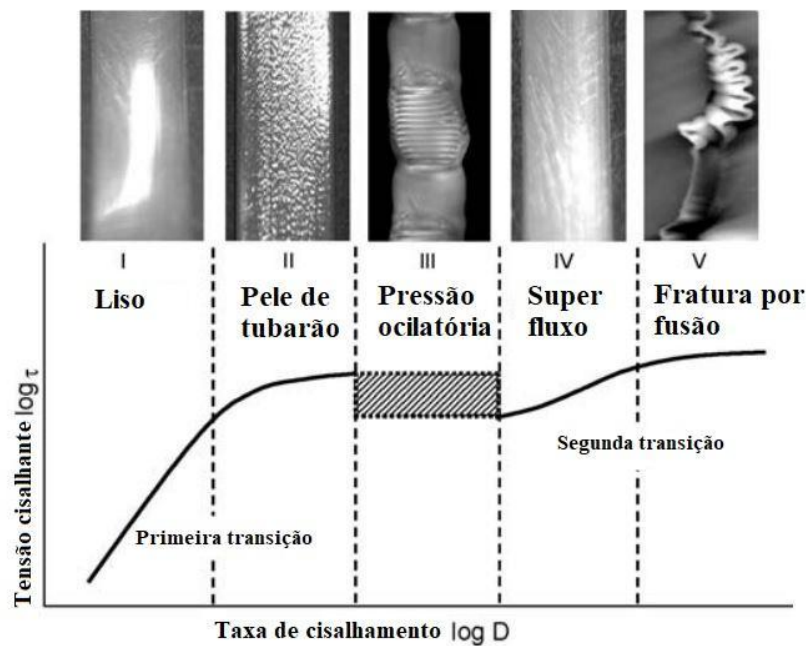 I
II
III
IV
V
Liso
Pele de
tubarão
Pressão
ocilatória
Super
fluxo
Fratura por
fusão
Tensão cisalhante log τ
Segunda transição
Primeira transição
Taxa de cisalhamento log D